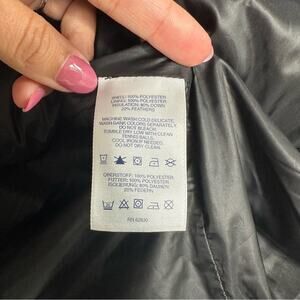 SHELL: 100% POLYESTER
LINING: 100% POLYESTER
INSULATION: 80% DOWN
20% FEATHERS
MACHINE WASH COLD DELICATE,
WASH DARK COLORS SEPARATELY.
DO NOT BLEACH.
TUMBLE DRY LOW WITH CLEAN
TENNIS BALLS.
COOL IRON IF NEEDED.
DO NOT DRY CLEAN.
OBERSTOFF: 100% POLYESTER
FUTTER: 100% POLYESTER
ISOLIERUNG: 80% DAUNEN
20% FEDERN